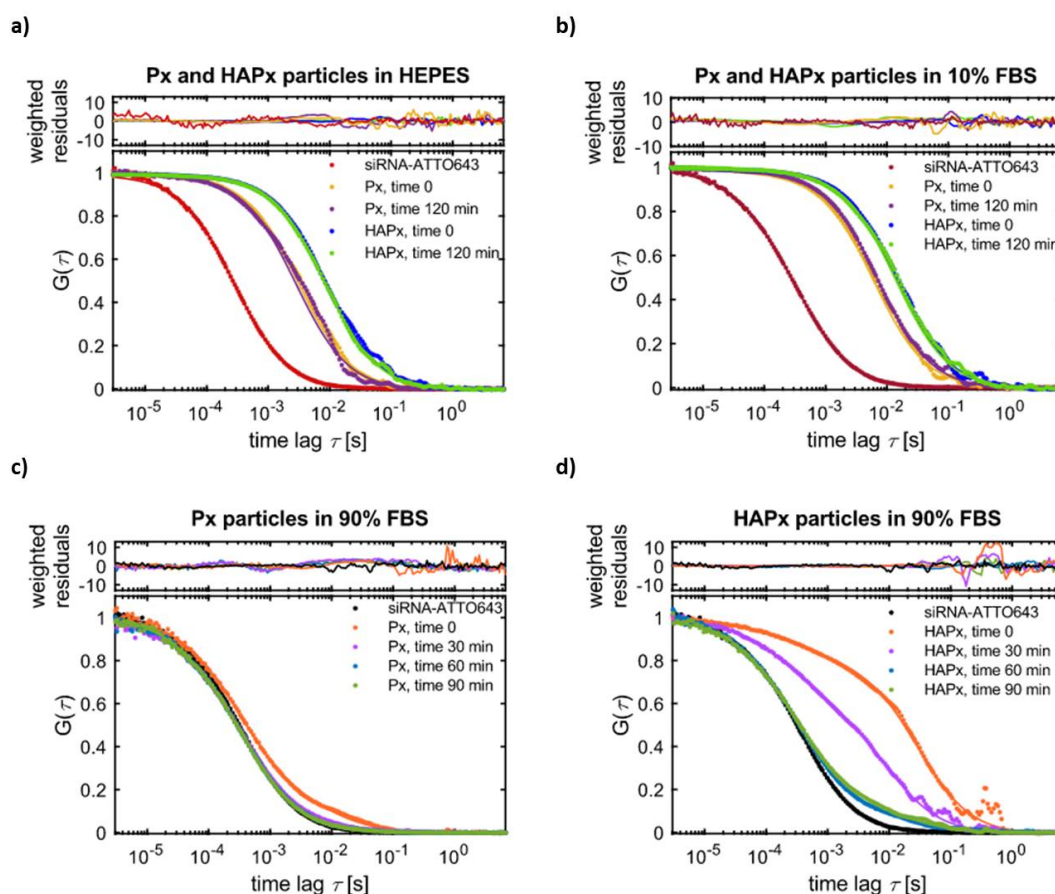 a)
Px and HAPx particles in HEPES
weighted
residuals
10
0
-10
siRNA-ATTO643
Px, time 0
Px, time 120 min
HAPx, time 0
HAPx, time 120 min
G(τ)
1
0.8
0.6
0.4
0.2
0
10⁻⁵ 10⁻⁴ 10⁻³ 10⁻² 10⁻¹ 10⁰
time lag τ [s]
b)
Px and HAPx particles in 10% FBS
weighted
residuals
10
0
-10
siRNA-ATTO643
Px, time 0
Px, time 120 min
HAPx, time 0
HAPx, time 120 min
G(τ)
1
0.8
0.6
0.4
0.2
0
10⁻⁵ 10⁻⁴ 10⁻³ 10⁻² 10⁻¹ 10⁰
time lag τ [s]
c)
Px particles in 90% FBS
weighted
residuals
10
0
-10
siRNA-ATTO643
Px, time 0
Px, time 30 min
Px, time 60 min
Px, time 90 min
G(τ)
1
0.8
0.6
0.4
0.2
0
10⁻⁵ 10⁻⁴ 10⁻³ 10⁻² 10⁻¹ 10⁰
time lag τ [s]
d)
HAPx particles in 90% FBS
weighted
residuals
10
0
-10
siRNA-ATTO643
HAPx, time 0
HAPx, time 30 min
HAPx, time 60 min
HAPx, time 90 min
G(τ)
1
0.8
0.6
0.4
0.2
0
10⁻⁵ 10⁻⁴ 10⁻³ 10⁻² 10⁻¹ 10⁰
time lag τ [s]